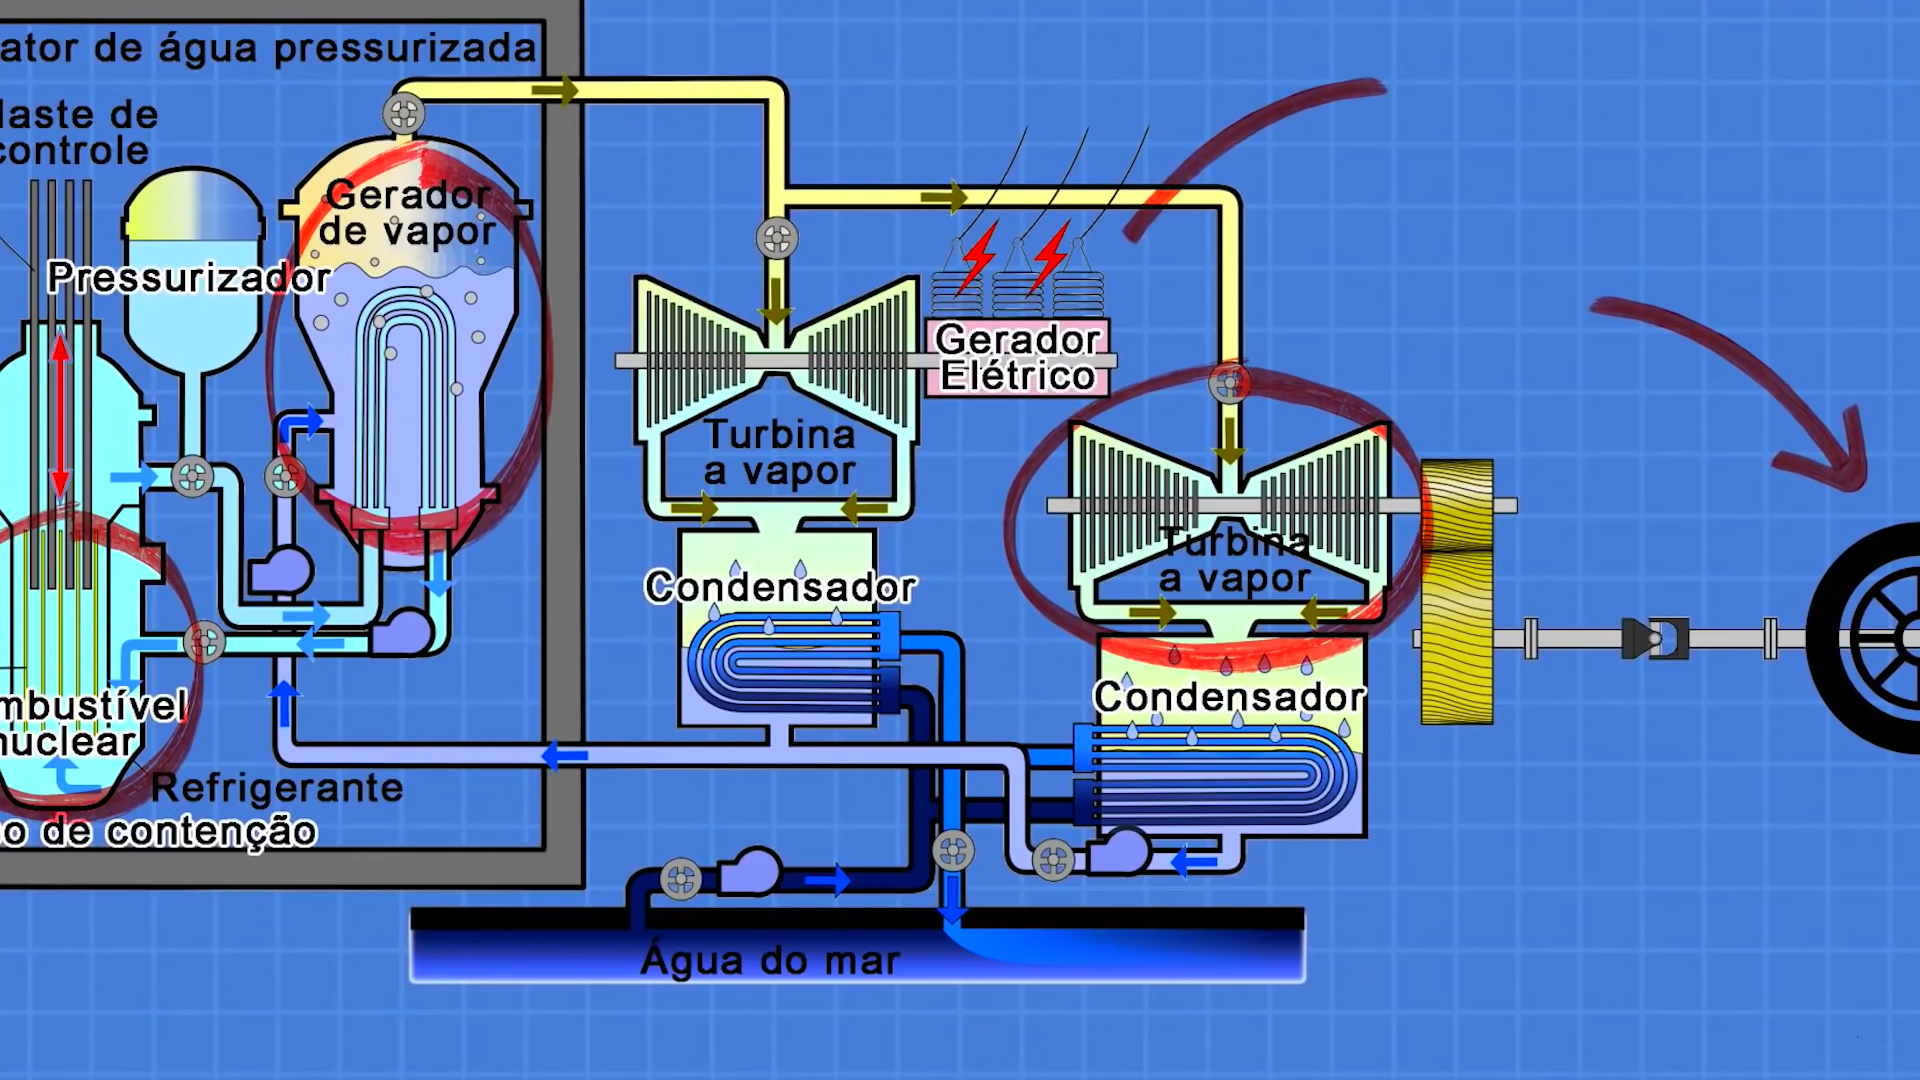 ator de água pressurizada
Haste de
controle
Gerador
de vapor
Pressurizador
Gerador
Elétrico
Turbina
a vapor
Turbina
a vapor
Condensador
Condensador
mbustível
nuclear
Refrigerante
o de contenção
Água do mar